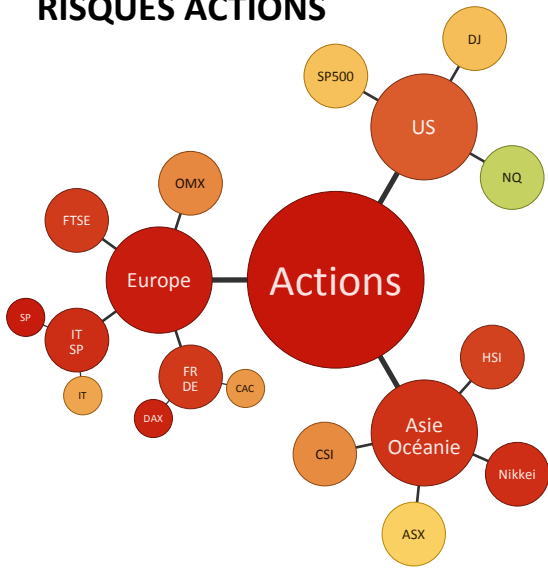 RISQUES ACTIONS
DJ
SP500
US
NQ
OMX
FTSE
Europe
Actions
SP
IT
SP
IT
FR
DE
CAC
DAX
HSI
Asie
Océanie
CSI
Nikkei
ASX